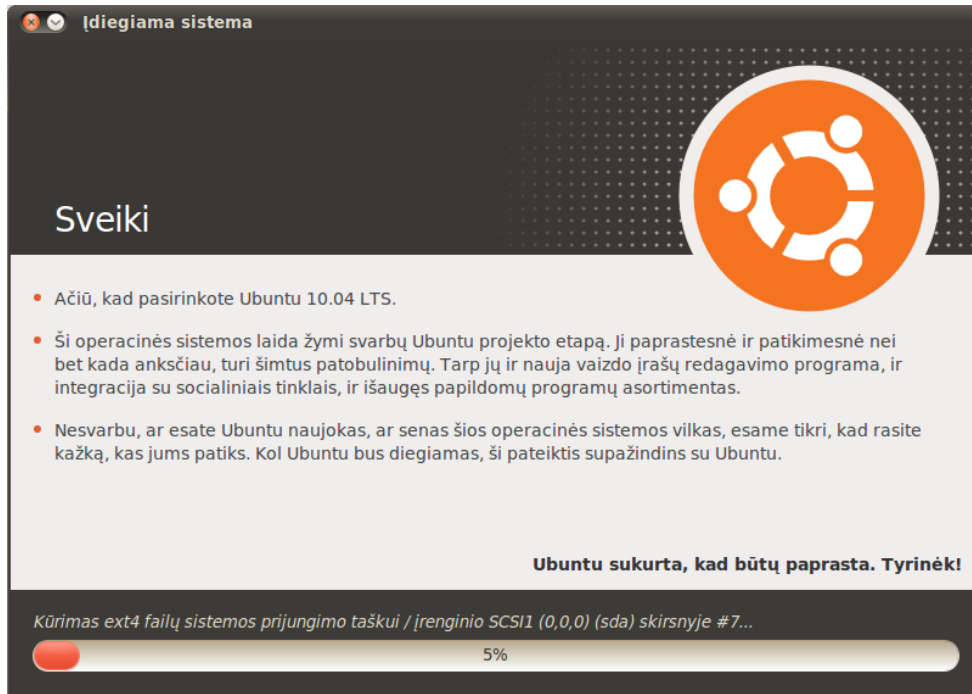 Įdiegiama sistema
Sveiki
Ačiū, kad pasirinkote Ubuntu 10.04 LTS.
Ši operacinės sistemos laida žymi svarbų Ubuntu projekto etapą. Ji paprastesnė ir patikimesnė nei
bet kada anksčiau, turi šimtus patobulinimų. Tarp jų ir nauja vaizdo įrašų redagavimo programa, ir
integracija su socialiniais tinklais, ir išaugęs papildomų programų asortimentas.
Nesvarbu, ar esate Ubuntu naujokas, ar senas šios operacinės sistemos vilkas, esame tikri, kad rasite
kažką, kas jums patiks. Kol Ubuntu bus diegiamas, ši pateiktis supažindins su Ubuntu.
Ubuntu sukurta, kad būtų paprasta. Tyrinėk!
Kūrimas ext4 failų sistemos prijungimo taškui / įrenginio SCSI1 (0,0,0) (sda) skirsnyje #7...
5%